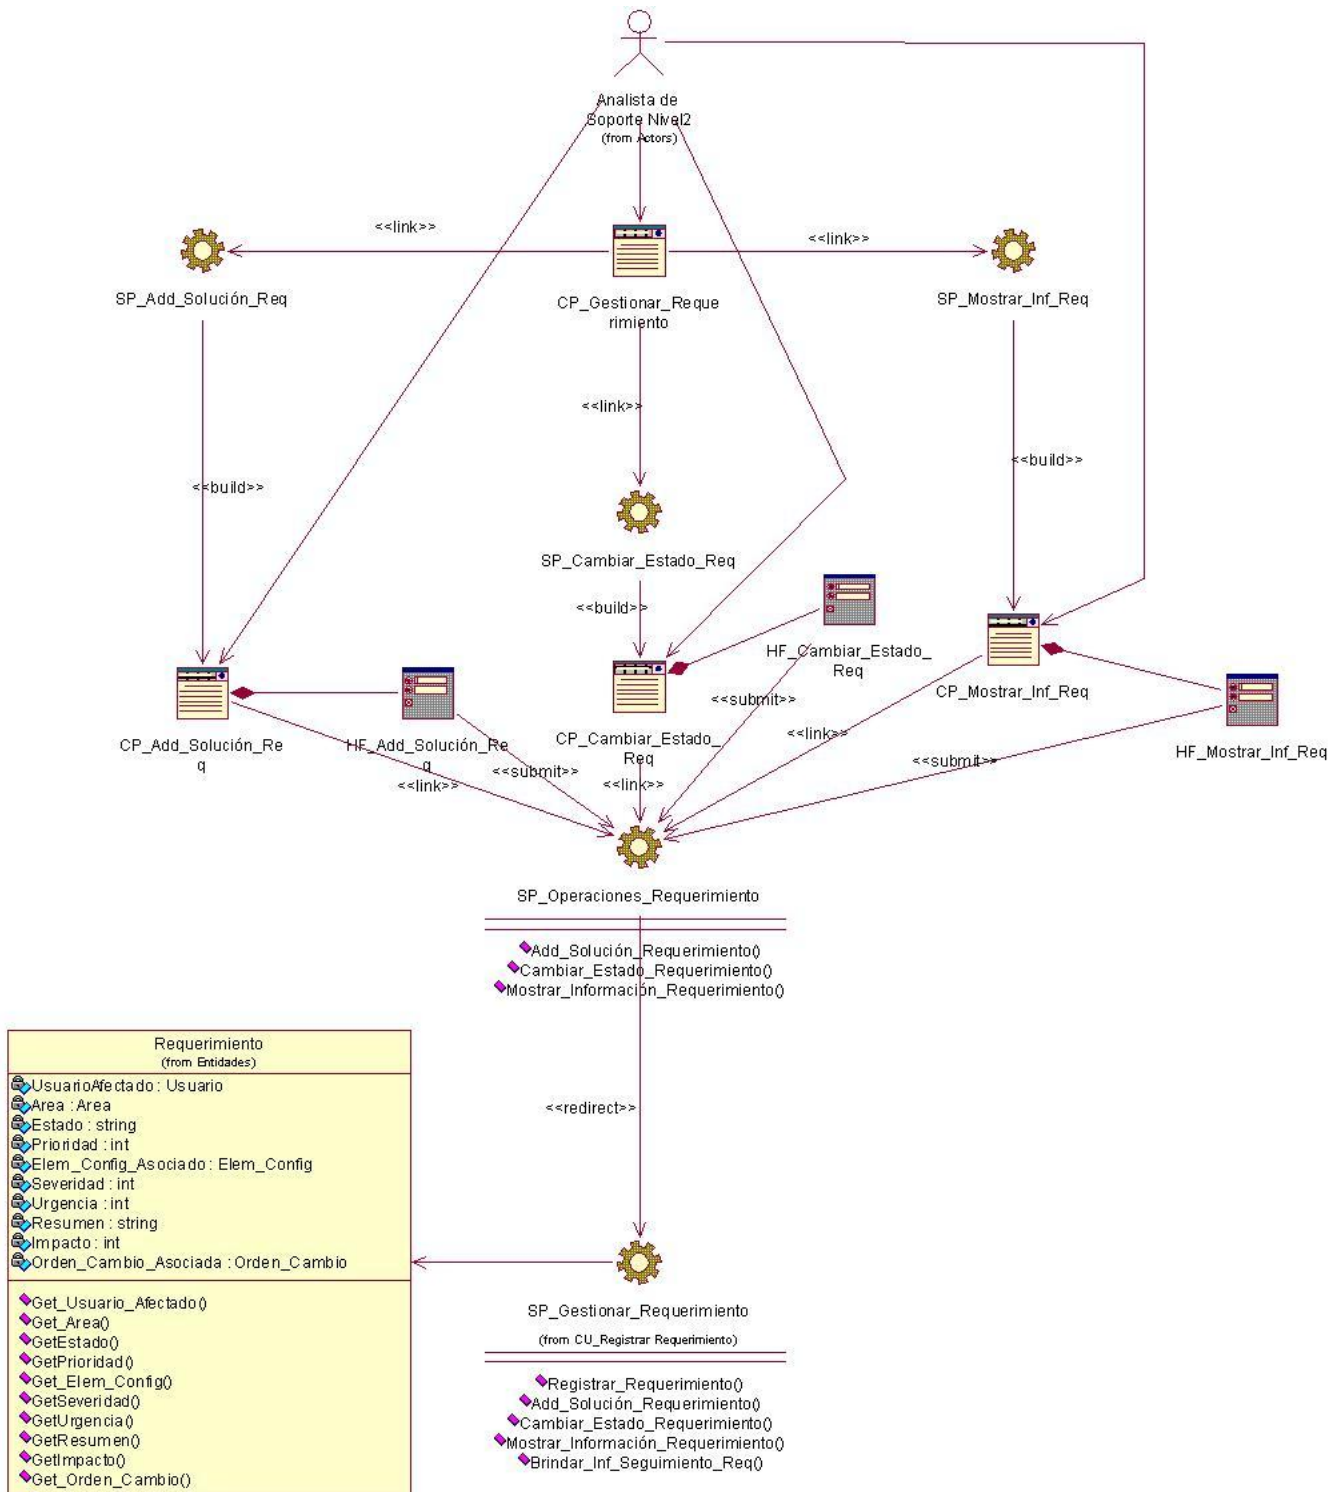 Analista de
Soporte Nivel2
(from Actors)
<<link>>
<<link>>
SP_Add_Solución_Req
CP_Gestionar_Reque
rimiento
SP_Mostrar_Inf_Req
<<link>>
<<build>>
<<build>>
SP_Cambiar_Estado_Req
<<build>>
HF_Cambiar_Estado_
Req
CP_Mostrar_Inf_Req
<<submit>>
CP_Add_Solución_Re
q
HF_Add_Solución_Re
q
CP_Cambiar_Estado_
Req
<<link>>
HF_Mostrar_Inf_Req
<<submit>>
<<submit>>
<<link>>
<<link>>
SP_Operaciones_Requerimiento
Add_Solución_Requerimiento()
Cambiar_Estado_Requerimiento()
Mostrar_Información_Requerimiento()
Requerimiento
(from Entidades)
UsuarioAfectado : Usuario
Area : Area
Estado : string
Prioridad : int
Elem_Config_Asociado : Elem_Config
Severidad : int
Urgencia : int
Resumen : string
Impacto : int
Orden_Cambio_Asociada : Orden_Cambio
Get_Usuario_Afectado()
Get_Area()
GetEstado()
GetPrioridad()
Get_Elem_Config()
GetSeveridad()
GetUrgencia()
GetResumen()
GetImpacto()
Get_Orden_Cambio()
<<redirect>>
SP_Gestionar_Requerimiento
(from CU_Registrar Requerimiento)
Registrar_Requerimiento()
Add_Solución_Requerimiento()
Cambiar_Estado_Requerimiento()
Mostrar_Información_Requerimiento()
Brindar_Inf_Seguimiento_Req()